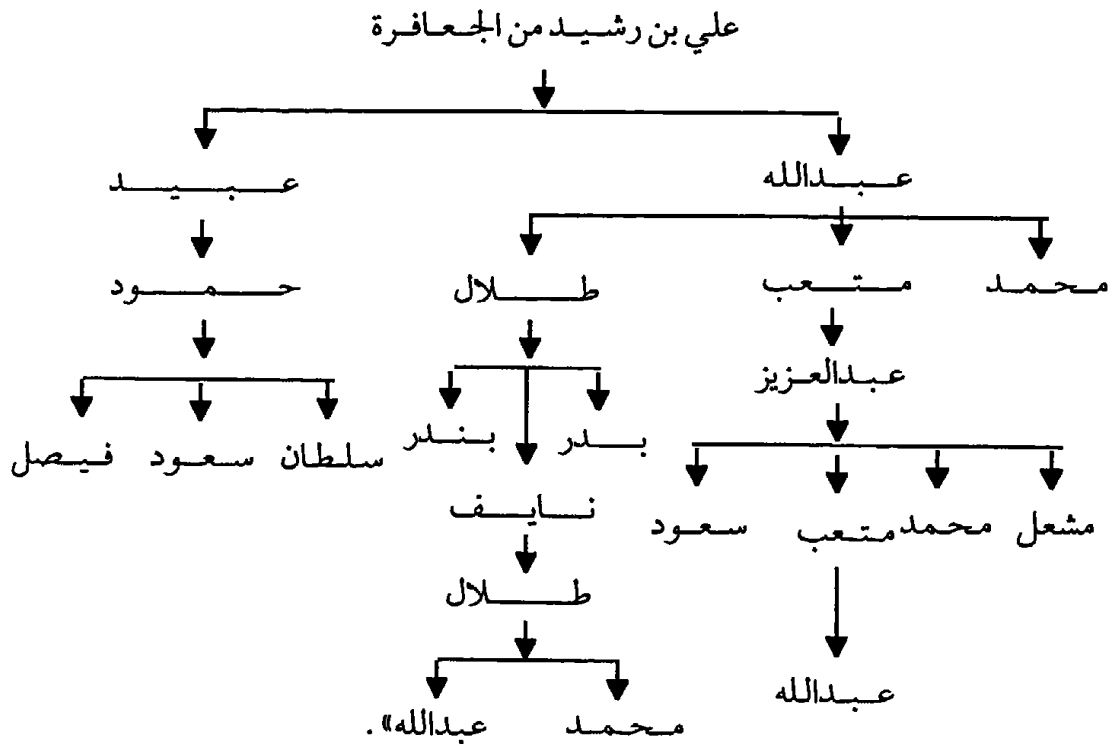 علي بن رشيد من الجعافرة
عبدالله عبيد
محمد متعب طلال حمود
عبدالعزيز
بدر بندر سلطان سعود فيصل
مشعل محمد متعب سعود نايف
طلال
عبدالله
محمد عبدالله».